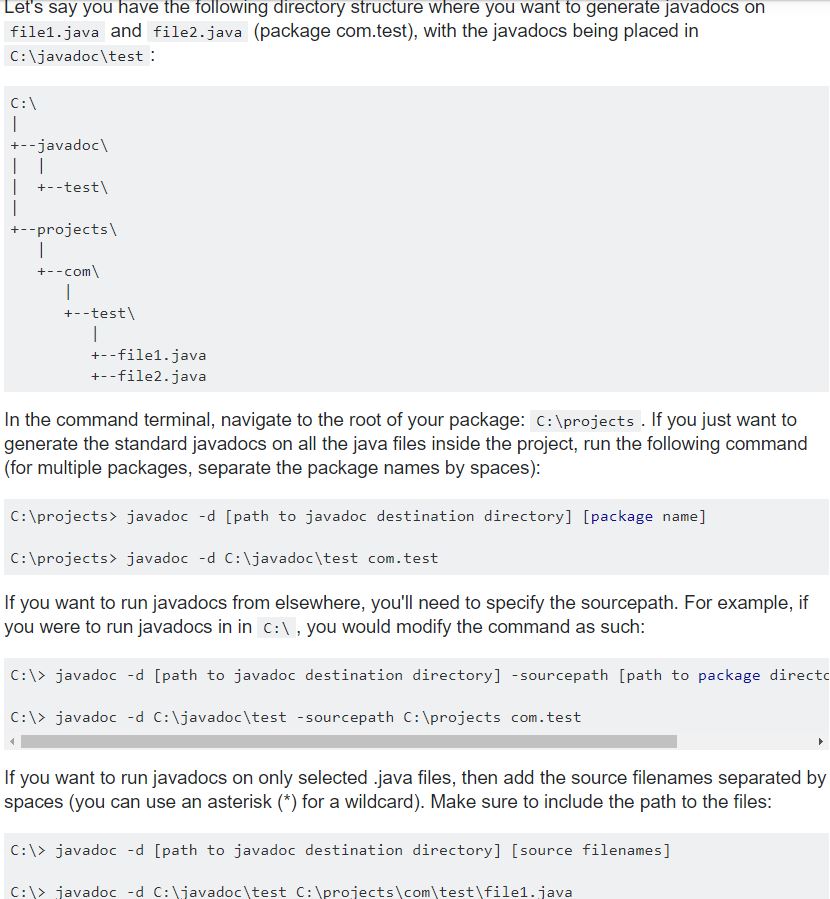 Let's say you have the following directory structure where you want to generate javadocs on
file1.java and file2.java (package com.test), with the javadocs being placed in
C:\javadoc\test :
C:\
|
+--javadoc\
|  |
|  +--test\
|
+--projects\
   |
   +--com\
      |
      +--test\
         |
         +--file1.java
         +--file2.java
In the command terminal, navigate to the root of your package: C:\projects . If you just want to
generate the standard javadocs on all the java files inside the project, run the following command
(for multiple packages, separate the package names by spaces):
C:\projects> javadoc -d [path to javadoc destination directory] [package name]
C:\projects> javadoc -d C:\javadoc\test com.test
If you want to run javadocs from elsewhere, you'll need to specify the sourcepath. For example, if
you were to run javadocs in in C:\ , you would modify the command as such:
C:\> javadoc -d [path to javadoc destination directory] -sourcepath [path to package directo
C:\> javadoc -d C:\javadoc\test -sourcepath C:\projects com.test
If you want to run javadocs on only selected .java files, then add the source filenames separated by
spaces (you can use an asterisk (*) for a wildcard). Make sure to include the path to the files:
C:\> javadoc -d [path to javadoc destination directory] [source filenames]
C:\> javadoc -d C:\javadoc\test C:\projects\com\test\file1.java